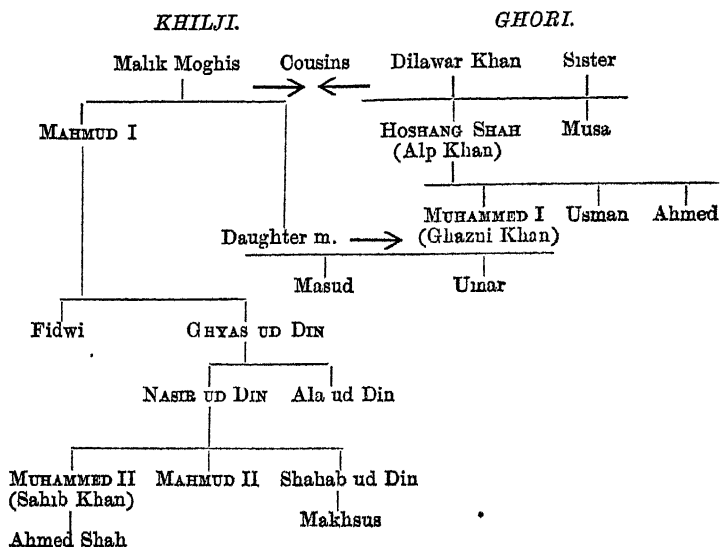 KHILJI. GHORI.
Malik Moghis Cousins Dilawar Khan Sister
MAHMUD I HOSHANG SHAH Musa
(Alp Khan)
MUHAMMED I Usman Ahmed
Daughter m. (Ghazni Khan)
Masud Umar
Fidwi GHYAS UD DIN
NASIR UD DIN Ala ud Din
MUHAMMED II MAHMUD II Shahab ud Din
(Sahib Khan)
Makhsus
Ahmed Shah